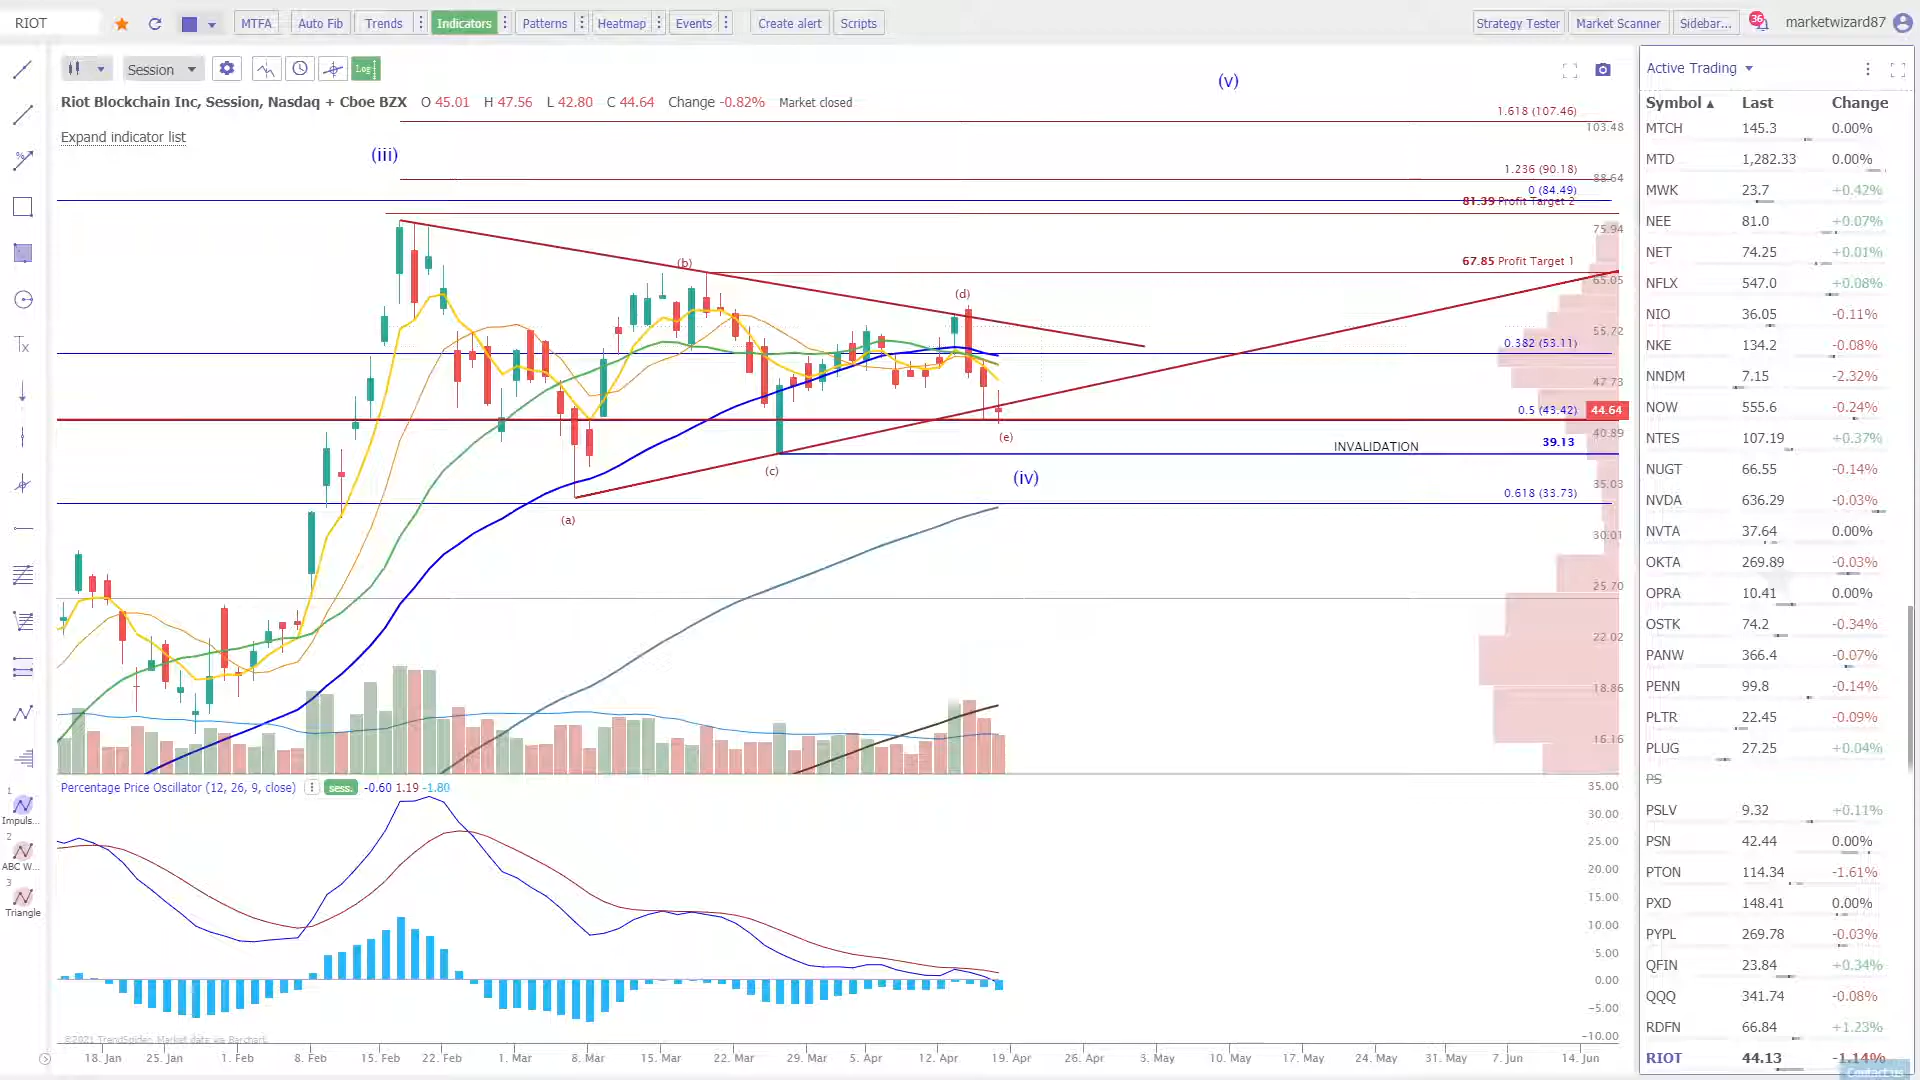 RIOT
MTFA Auto Fib Trends Indicators Patterns Heatmap Events Create alert Scripts Strategy Tester Market Scanner Sidebar... 36 marketwizard87
Session Log
Riot Blockchain Inc, Session, Nasdaq + Cboe BZX O 45.01 H 47.56 L 42.80 C 44.64 Change -0.82% Market closed
Expand indicator list
(v)
(iii)
1.618 (107.46)
103.48
1.236 (90.18)
88.64
0 (84.49)
81.39 Profit Target 2
75.94
(b)
67.85 Profit Target 1
65.05
(d)
55.72
0.382 (53.11)
47.73
0.5 (43.42) 44.64
40.89
(e)
INVALIDATION 39.13
(c)
(iv)
35.03
0.618 (33.73)
(a)
30.01
25.70
22.02
18.86
16.16
Percentage Price Oscillator (12, 26, 9, close) sess. -0.60 1.19 -1.80
35.00
30.00
25.00
20.00
15.00
10.00
5.00
0.00
-5.00
-10.00
©2021 TrendSpider. Market data via Barchart.
18. Jan 25. Jan 1. Feb 8. Feb 15. Feb 22. Feb 1. Mar 8. Mar 15. Mar 22. Mar 29. Mar 5. Apr 12. Apr 19. Apr 26. Apr 3. May 10. May 17. May 24. May 31. May 7. Jun 14. Jun
Tx
1
Impuls...
2
ABC W...
3
Triangle
Active Trading
Symbol Last Change
MTCH 145.3 0.00%
MTD 1,282.33 0.00%
MWK 23.7 +0.42%
NEE 81.0 +0.07%
NET 74.25 +0.01%
NFLX 547.0 +0.08%
NIO 36.05 -0.11%
NKE 134.2 -0.08%
NNDM 7.15 -2.32%
NOW 555.6 -0.24%
NTES 107.19 +0.37%
NUGT 66.55 -0.14%
NVDA 636.29 -0.03%
NVTA 37.64 0.00%
OKTA 269.89 -0.03%
OPRA 10.41 0.00%
OSTK 74.2 -0.34%
PANW 366.4 -0.07%
PENN 99.8 -0.14%
PLTR 22.45 -0.09%
PLUG 27.25 +0.04%
PS
PSLV 9.32 +0.11%
PSN 42.44 0.00%
PTON 114.34 -1.61%
PXD 148.41 0.00%
PYPL 269.78 -0.03%
QFIN 23.84 +0.34%
QQQ 341.74 -0.08%
RDFN 66.84 +1.23%
RIOT 44.13 -1.14%
Contact us